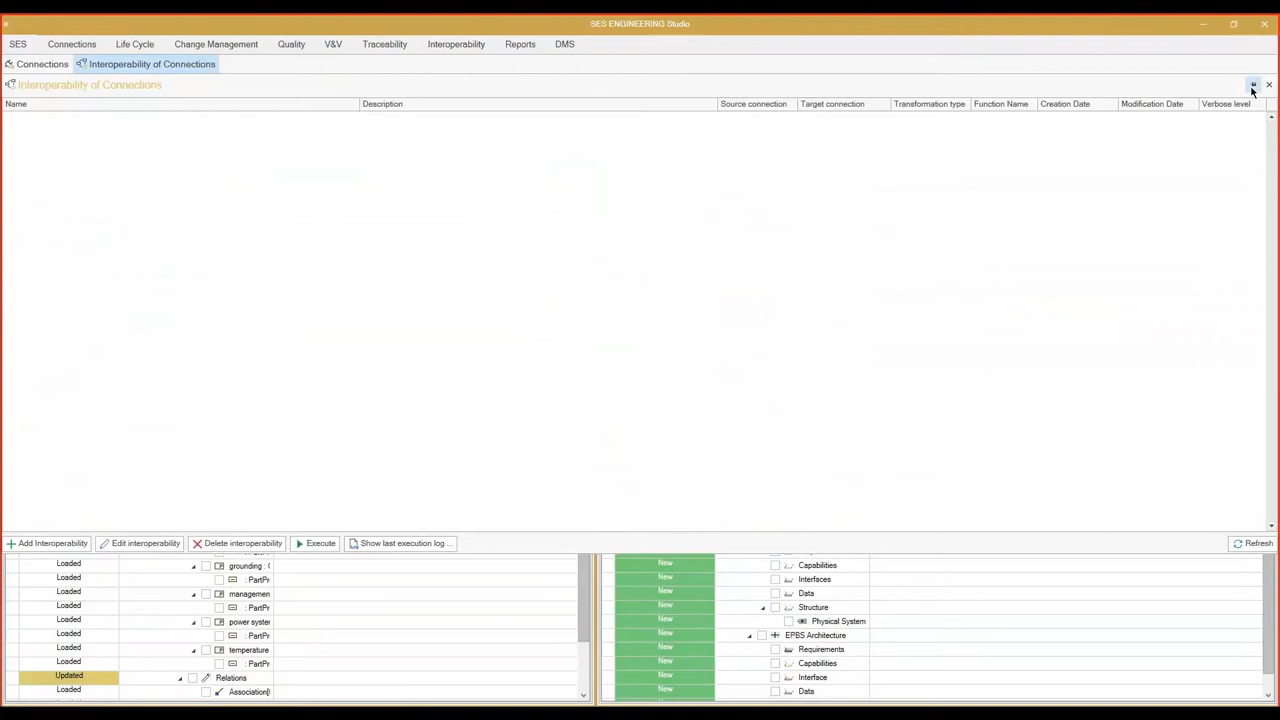 SES ENGINEERING Studio
SES Connections Life Cycle Change Management Quality V&V Traceability Interoperability Reports DMS
Connections Interoperability of Connections
Interoperability of Connections
Name Description Source connection Target connection Transformation type Function Name Creation Date Modification Date Verbose level
Add Interoperability Edit interoperability Delete interoperability Execute Show last execution log ... Refresh
Loaded grounding : ( New Capabilities
Loaded : PartPr New Interfaces
Loaded managemen New Data
Loaded : PartPr New Structure
Loaded power syste New Physical System
Loaded : PartPr New EPBS Architecture
Loaded temperature New Requirements
Loaded : PartPr New Capabilities
Updated Relations New Interface
Loaded Association[ New Data